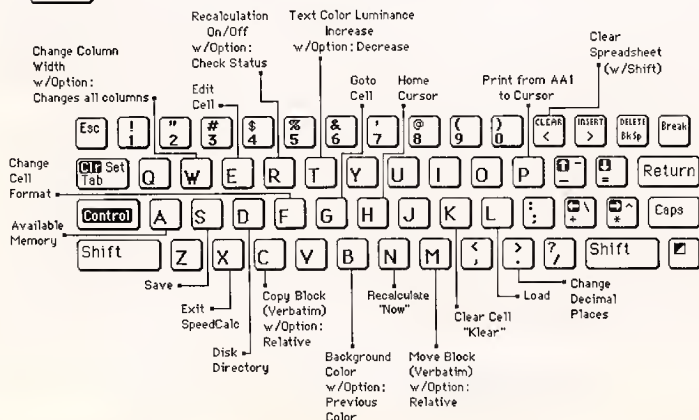 Recalculation
On/Off
w/Option:
Check Status
Text Color Luminance
Increase
w/Option: Decrease
Clear
Spreadsheet
(w/Shift)
Change Column
Width
w/Option:
Changes all columns
Edit
Cell
Goto
Cell
Home
Cursor
Print from AA1
to Cursor
Esc ! 1 " 2 # 3 $ 4 % 5 & 6 ' 7 @ 8 ( 9 ) 0 CLEAR < INSERT > DELETE BkSp Break
Change
Cell
Format
Clr Set Tab Q W E R T Y U I O P - = Return
Available
Memory
Control A S D F G H J K L : ; \ + ^ * Caps
Shift Z X C V B N M < , > . ? / Shift
Save
Exit
SpeedCalc
Disk
Directory
Copy Block
(Verbatim)
w/Option:
Relative
Background
Color
w/Option:
Previous
Color
Recalculate
"Now"
Move Block
(Verbatim)
w/Option:
Relative
Clear Cell
"Klear"
Load
Change
Decimal
Places